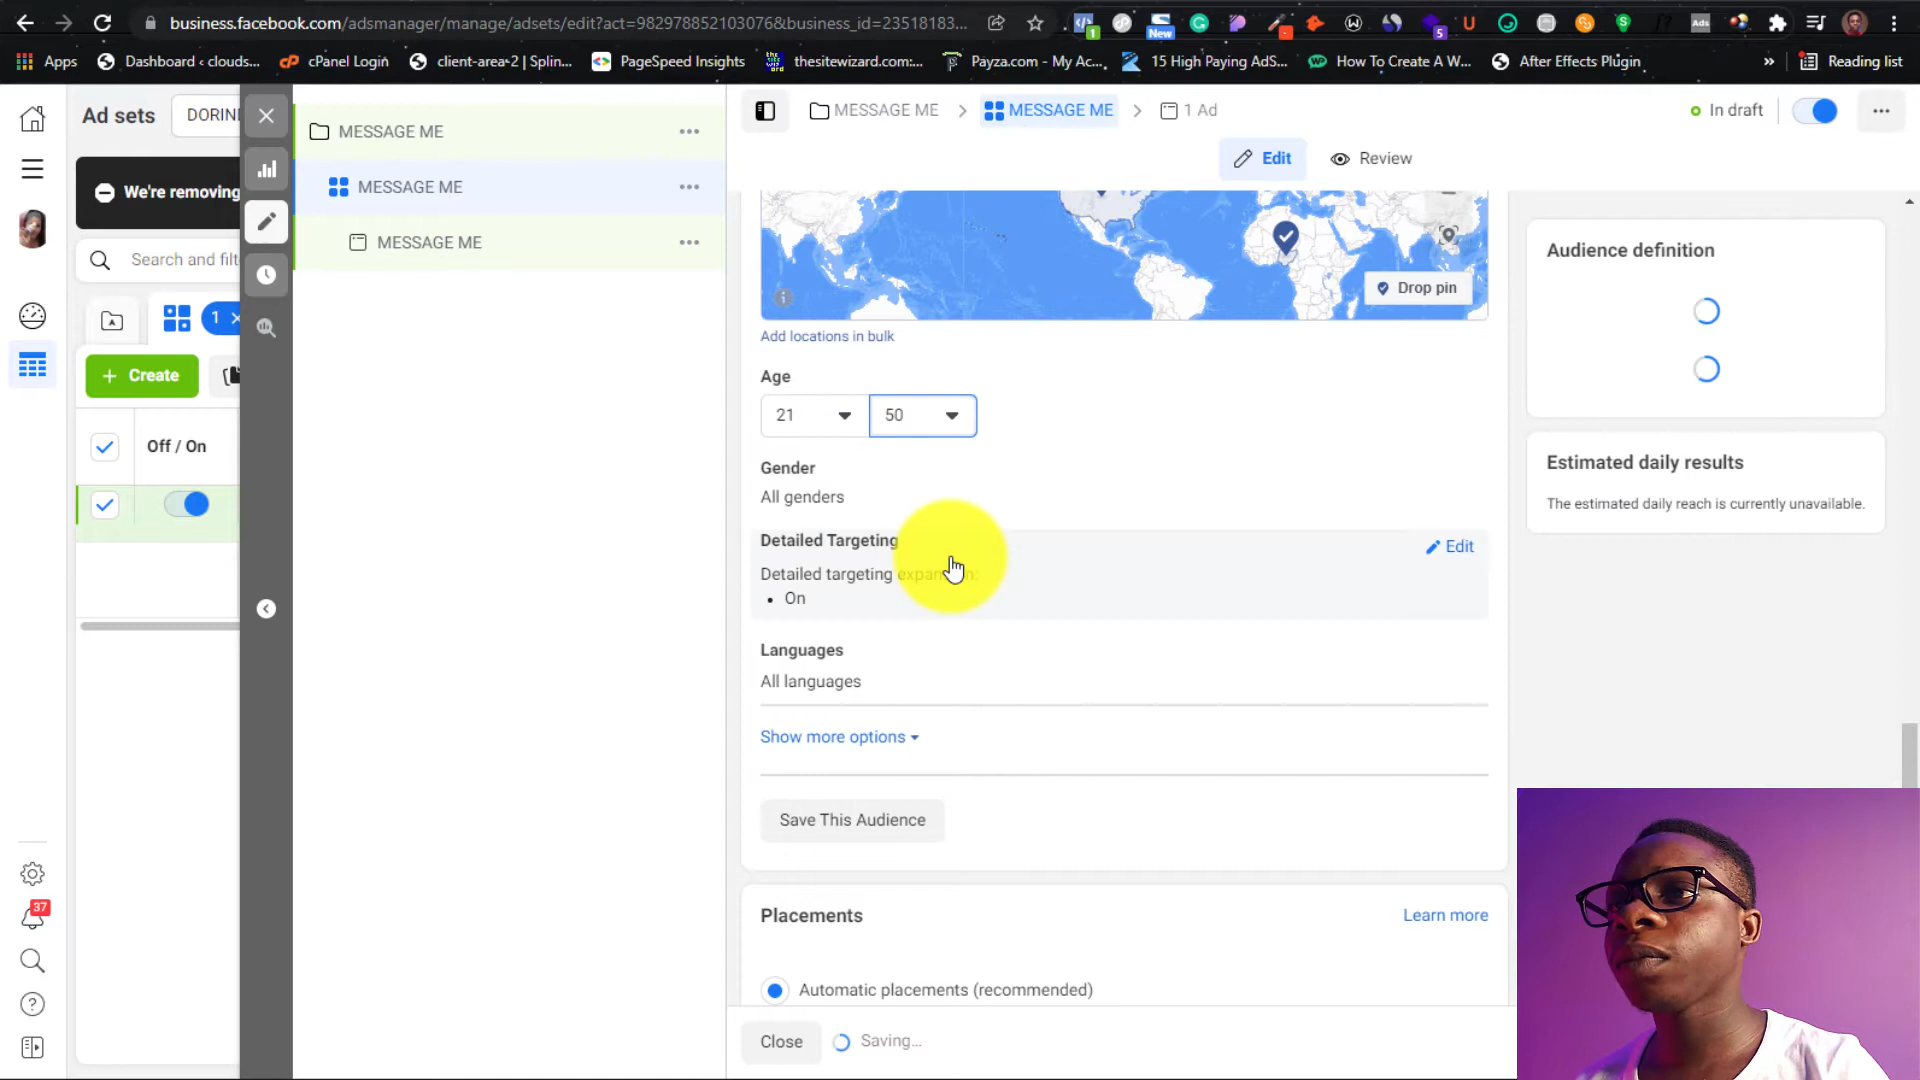 business.facebook.com/adsmanager/manage/adsets/edit?act=982978852103076&business_id=23518183...
New
1
5
Ads
Apps
Dashboard ‹ clouds...
cPanel Login
client-area•2 | Splin...
PageSpeed Insights
thesitewizard.com:...
Payza.com - My Ac...
15 High Paying AdS...
How To Create A W...
After Effects Plugin
»
Reading list
Ad sets
DORIN
We're removing
Search and filt
1 ×
+ Create
Off / On
37
MESSAGE ME
MESSAGE ME
MESSAGE ME
MESSAGE ME > MESSAGE ME > 1 Ad
In draft
Edit
Review
Drop pin
Add locations in bulk
Age
21
50
Gender
All genders
Detailed Targeting
Edit
Detailed targeting expansion:
• On
Languages
All languages
Show more options
Save This Audience
Placements
Learn more
Automatic placements (recommended)
Close
Saving...
Audience definition
Estimated daily results
The estimated daily reach is currently unavailable.